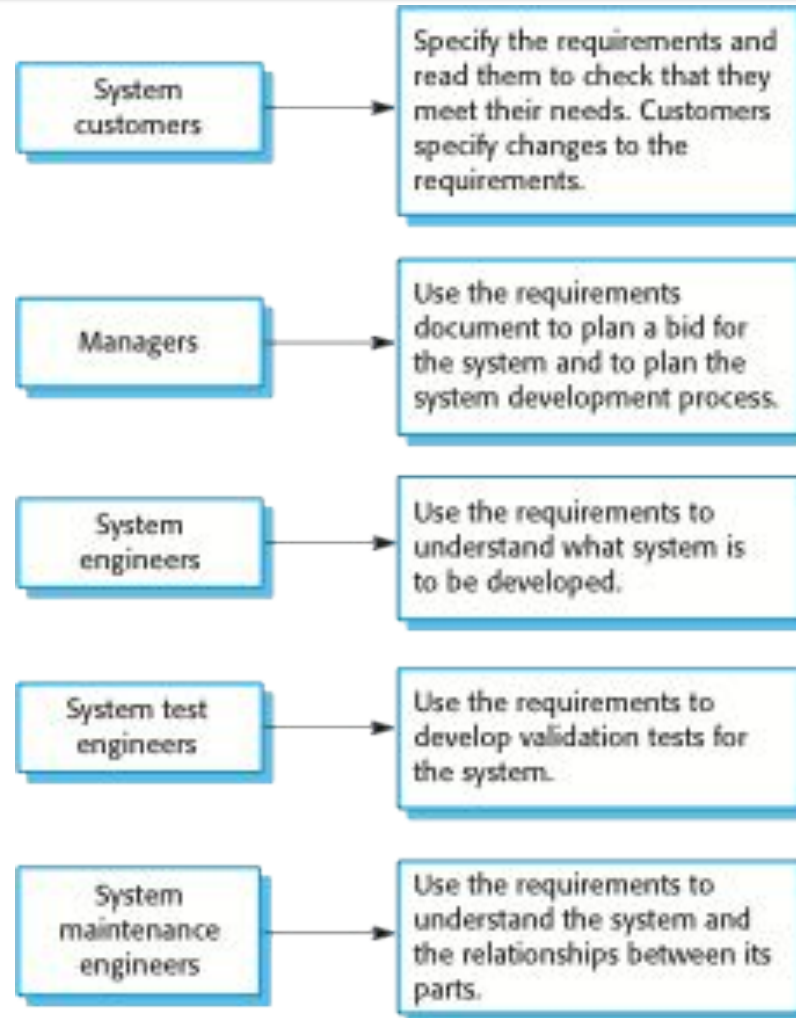 System
customers
Specify the requirements and
read them to check that they
meet their needs. Customers
specify changes to the
requirements.
Managers
Use the requirements
document to plan a bid for
the system and to plan the
system development process.
System
engineers
Use the requirements to
understand what system is
to be developed.
System test
engineers
Use the requirements to
develop validation tests for
the system.
System
maintenance
engineers
Use the requirements to
understand the system and
the relationships between its
parts.